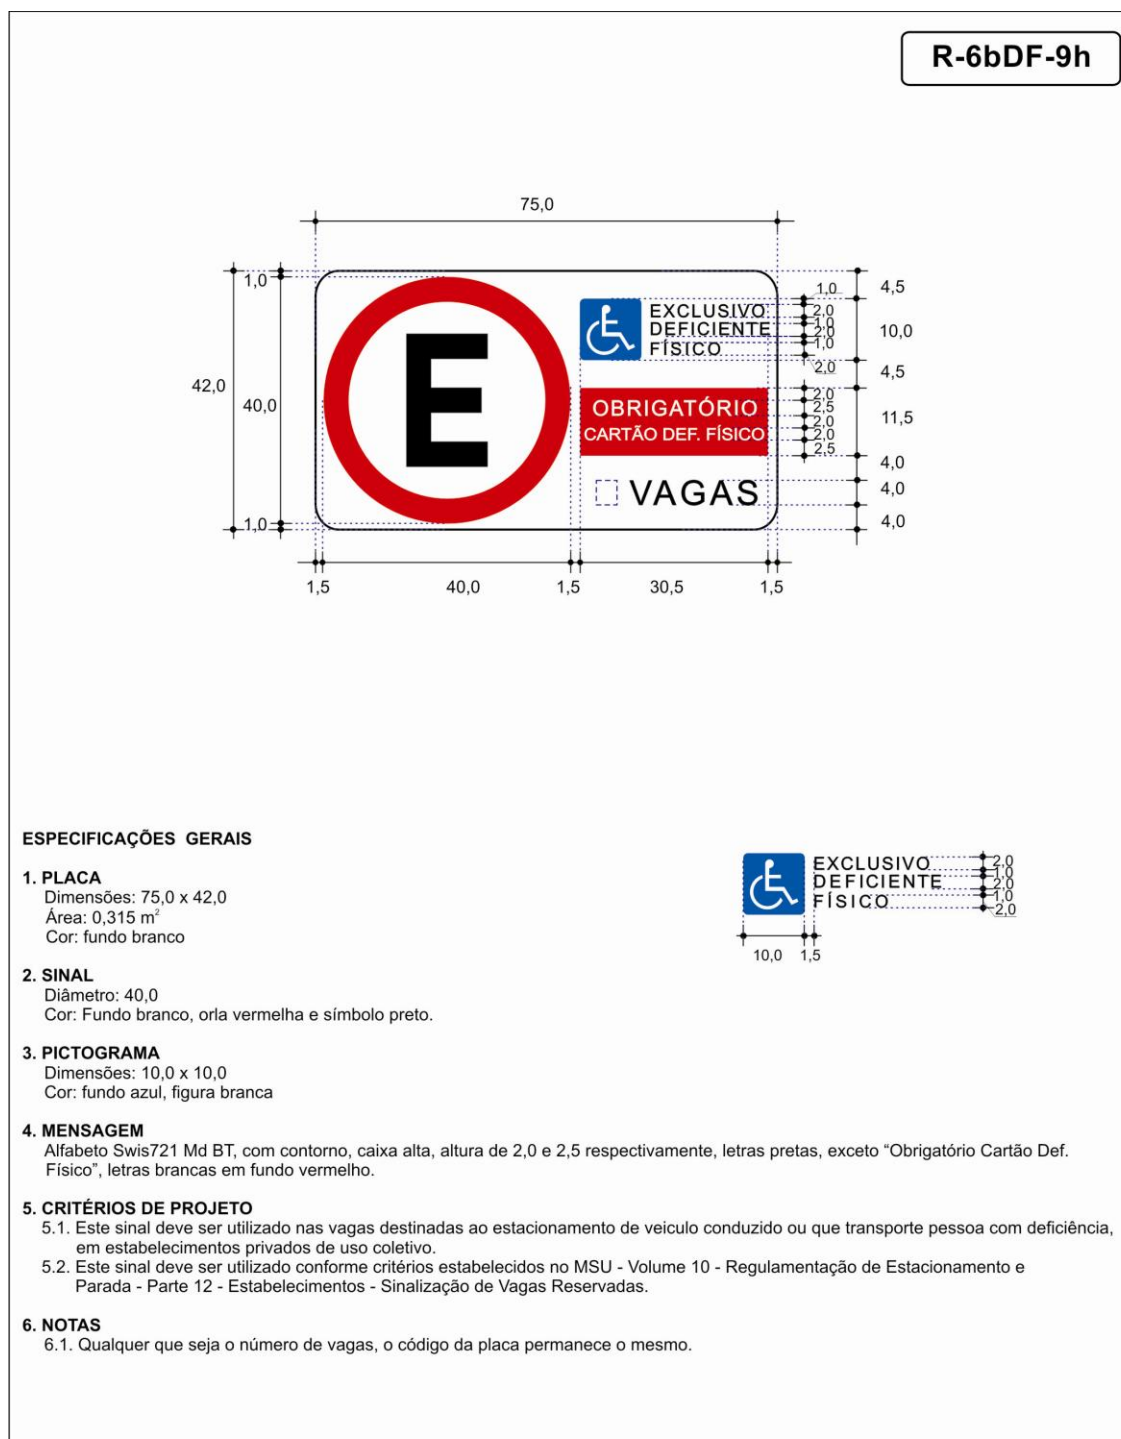 R-6bDF-9h
75,0
1,0
42,0
40,0
1,0
E
EXCLUSIVO
DEFICIENTE
FÍSICO
OBRIGATÓRIO
CARTÃO DEF. FÍSICO
VAGAS
1,0
2,0
1,0
2,0
1,0
2,0
2,0
2,5
2,0
2,0
2,5
4,5
10,0
4,5
11,5
4,0
4,0
4,0
1,5 40,0 1,5 30,5 1,5
ESPECIFICAÇÕES GERAIS
1. PLACA
Dimensões: 75,0 x 42,0
Área: 0,315 m²
Cor: fundo branco
EXCLUSIVO
DEFICIENTE
FÍSICO
2,0
1,0
2,0
1,0
2,0
10,0 1,5
2. SINAL
Diâmetro: 40,0
Cor: Fundo branco, orla vermelha e símbolo preto.
3. PICTOGRAMA
Dimensões: 10,0 x 10,0
Cor: fundo azul, figura branca
4. MENSAGEM
Alfabeto Swis721 Md BT, com contorno, caixa alta, altura de 2,0 e 2,5 respectivamente, letras pretas, exceto “Obrigatório Cartão Def.
Físico”, letras brancas em fundo vermelho.
5. CRITÉRIOS DE PROJETO
5.1. Este sinal deve ser utilizado nas vagas destinadas ao estacionamento de veiculo conduzido ou que transporte pessoa com deficiência,
em estabelecimentos privados de uso coletivo.
5.2. Este sinal deve ser utilizado conforme critérios estabelecidos no MSU - Volume 10 - Regulamentação de Estacionamento e
Parada - Parte 12 - Estabelecimentos - Sinalização de Vagas Reservadas.
6. NOTAS
6.1. Qualquer que seja o número de vagas, o código da placa permanece o mesmo.